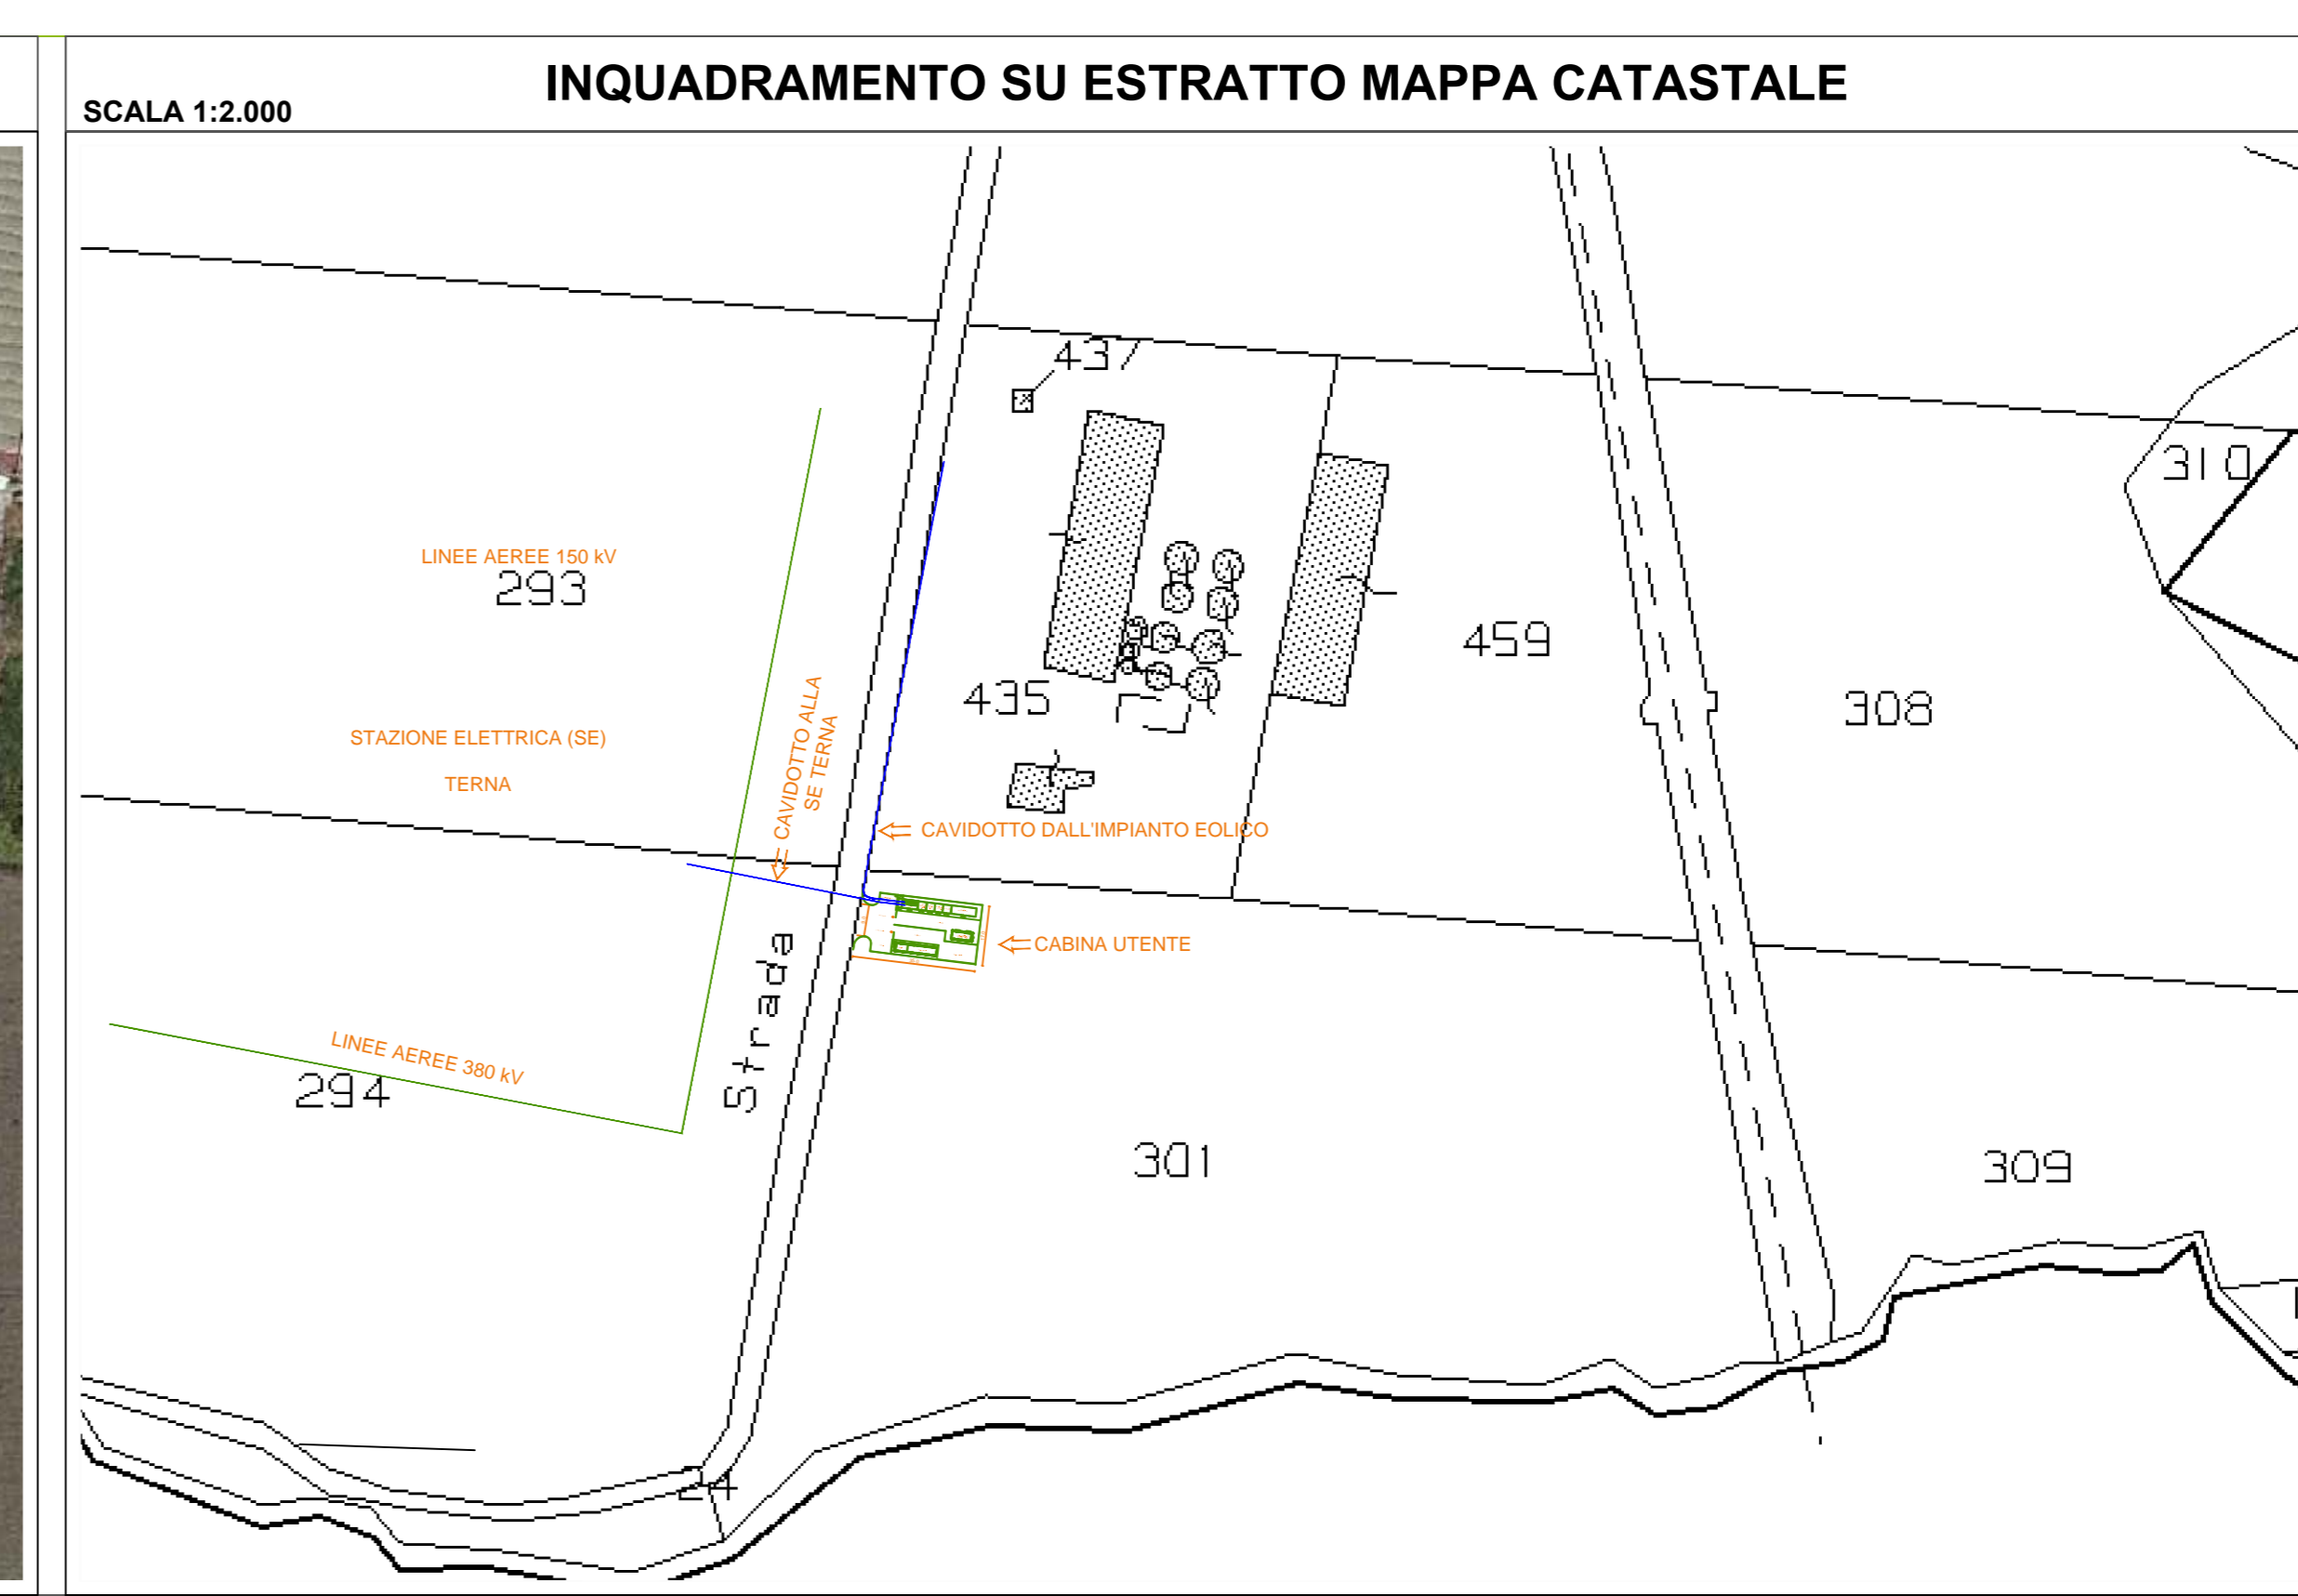 INQUADRAMENTO SU ESTRATTO MAPPA CATASTALE
SCALA 1:2.000
437
310
LINEE AEREE 150 kV
293
459
435
308
STAZIONE ELETTRICA (SE)
TERNA
CAVIDOTTO ALLA
SE TERNA
CAVIDOTTO DALL'IMPIANTO EOLICO
CABINA UTENTE
Strada
LINEE AEREE 380 kV
294
301
309
24